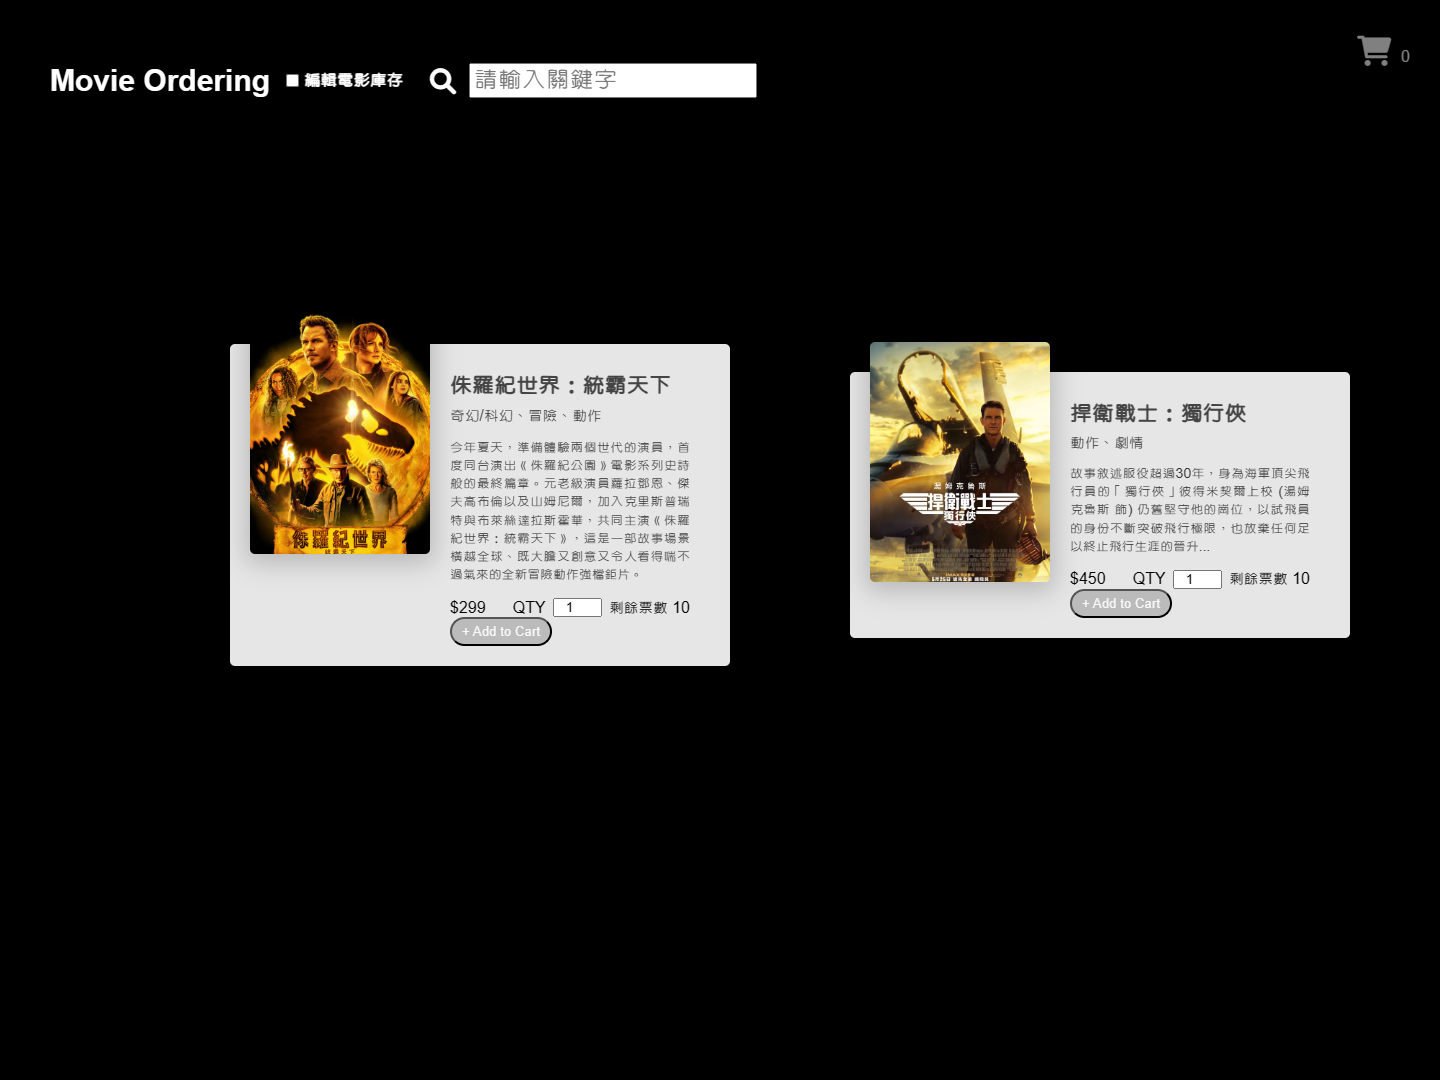 Movie Ordering
編輯電影庫存
請輸入關鍵字
0
侏羅紀世界
統霸天下
侏羅紀世界：統霸天下
奇幻/科幻、冒險、動作
今年夏天，準備體驗兩個世代的演員，首
度同台演出《侏羅紀公園》電影系列史詩
般的最終篇章。元老級演員蘿拉鄧恩、傑
夫高布倫以及山姆尼爾，加入克里斯普瑞
特與布萊絲達拉斯霍華，共同主演《侏羅
紀世界：統霸天下》，這是一部故事場景
橫越全球、既大膽又創意又令人看得喘不
過氣來的全新冒險動作強檔鉅片。
$299 QTY 1 剩餘票數 10
+ Add to Cart
湯姆克魯斯
捍衛戰士
獨行俠
捍衛戰士：獨行俠
動作、劇情
故事敘述服役超過30年，身為海軍頂尖飛
行員的「獨行俠」彼得米契爾上校 (湯姆
克魯斯 飾) 仍舊堅守他的崗位，以試飛員
的身份不斷突破飛行極限，也放棄任何足
以終止飛行生涯的晉升...
$450 QTY 1 剩餘票數 10
+ Add to Cart